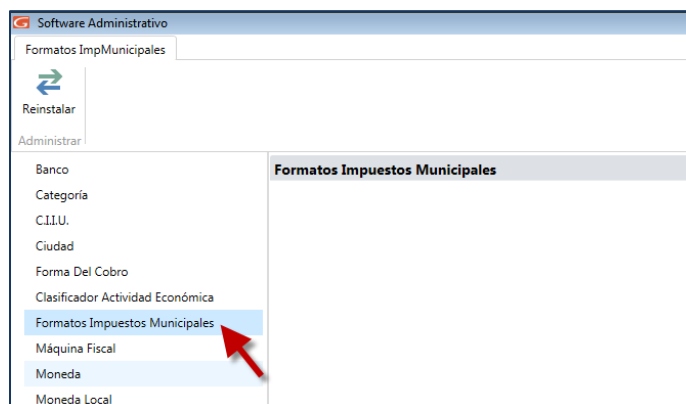 Software Administrativo
Formatos ImpMunicipales
Reinstalar
Administrar
Banco
Categoría
C.I.I.U.
Ciudad
Forma Del Cobro
Clasificador Actividad Económica
Formatos Impuestos Municipales
Máquina Fiscal
Moneda
Moneda Local
Formatos Impuestos Municipales